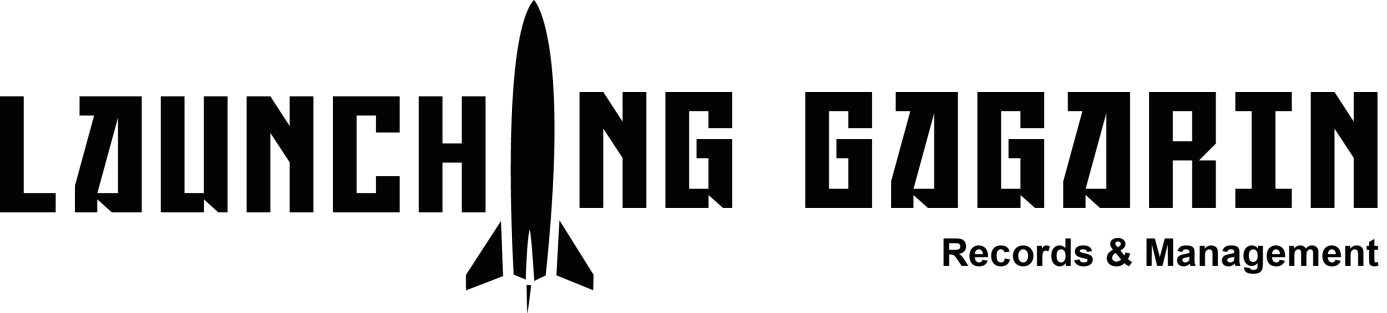 LAUNCHING GAGARIN
Records & Management